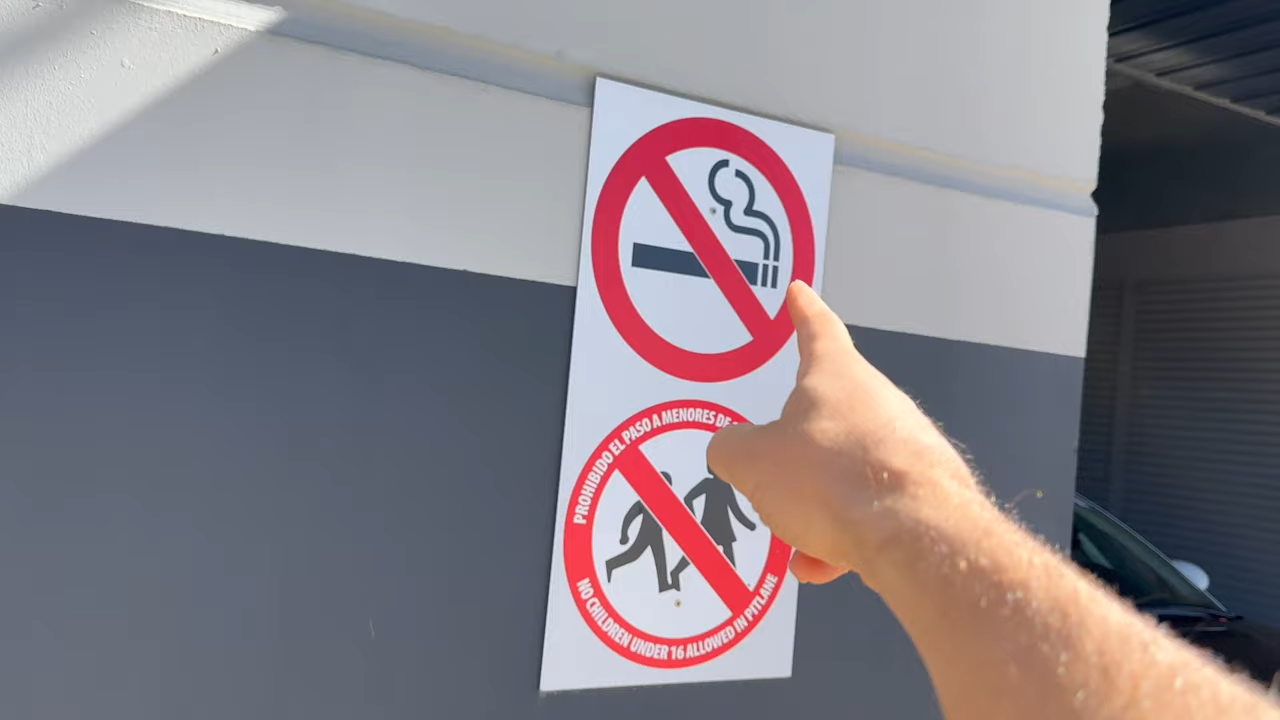 PROHIBIDO EL PASO A MENORES DE
NO CHILDREN UNDER 16 ALLOWED IN PITLANE